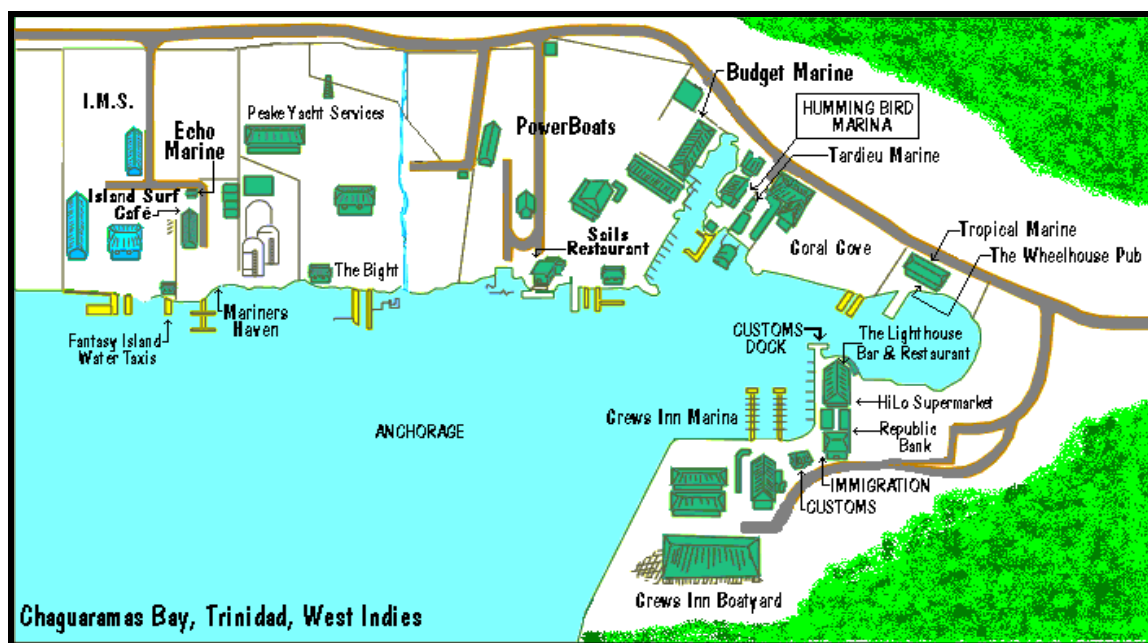 Budget Marine
I.M.S.
Peake Yacht Services
HUMMING BIRD
MARINA
PowerBoats
Echo
Marine
Tardieu Marine
Island Surf
Café
Sails
Restaurant
Coral Cove
Tropical Marine
The Wheelhouse Pub
The Bight
Mariners
Haven
Fantasy Island
Water Taxis
CUSTOMS
DOCK
The Lighthouse
Bar & Restaurant
HiLo Supermarket
Crews Inn Marina
Republic
Bank
ANCHORAGE
IMMIGRATION
CUSTOMS
Crews Inn Boatyard
Chaguaramas Bay, Trinidad, West Indies